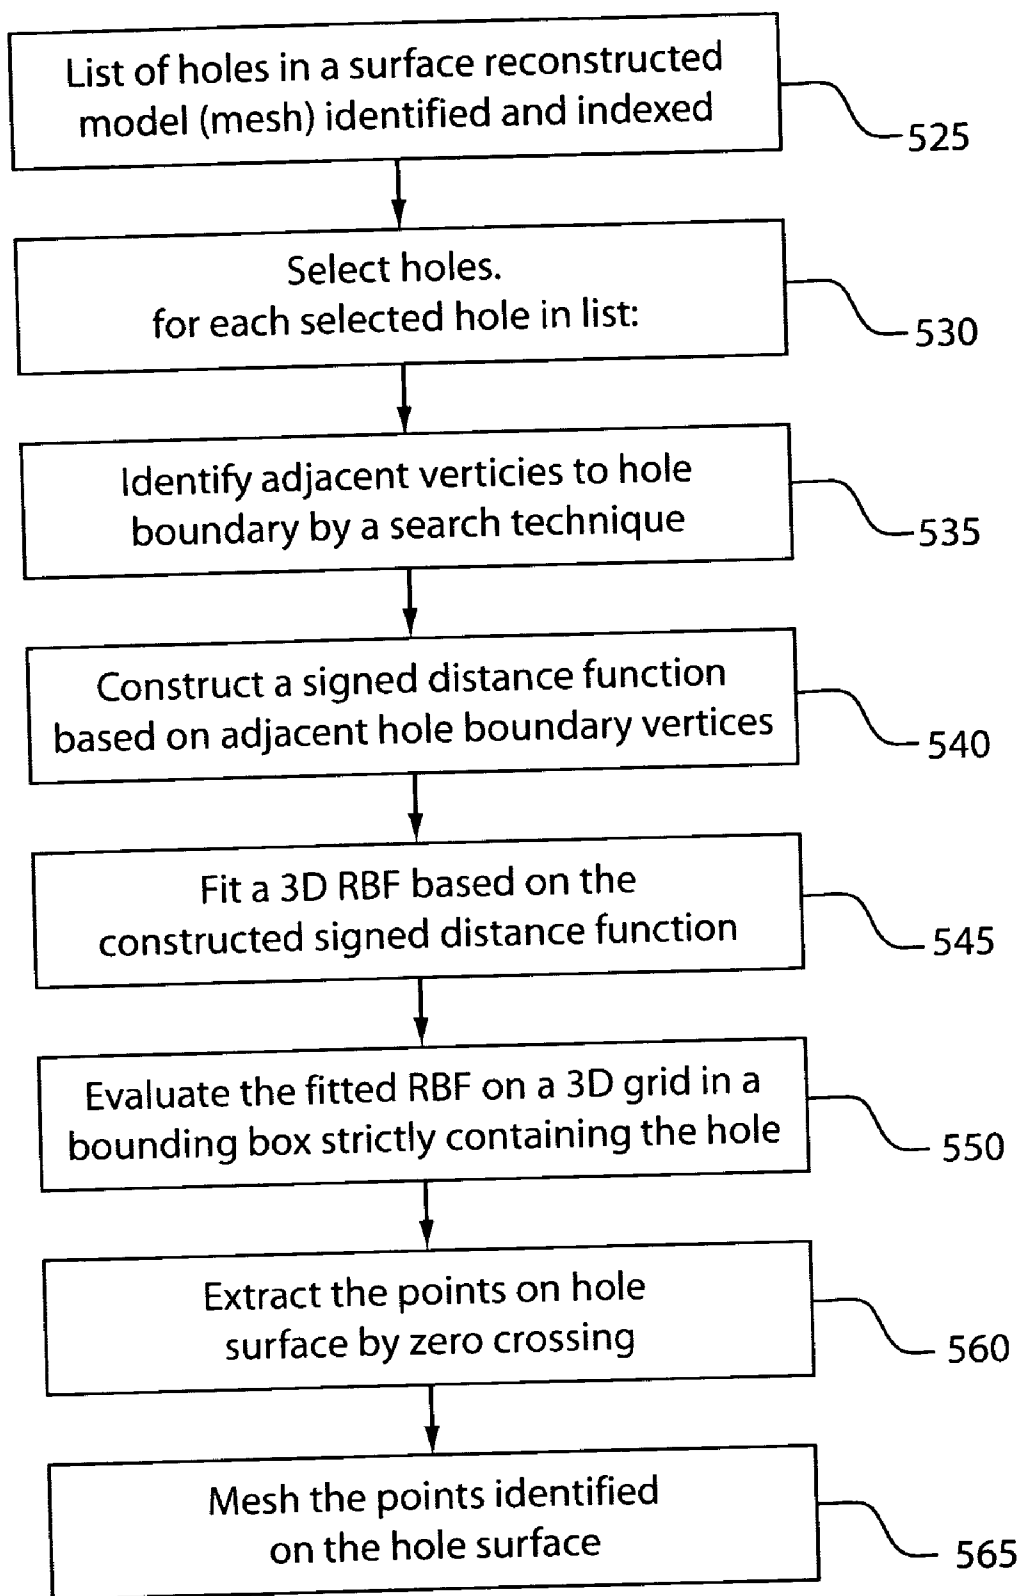 List of holes in a surface reconstructed
model (mesh) identified and indexed
525
Select holes.
for each selected hole in list:
530
Identify adjacent verticies to hole
boundary by a search technique
535
Construct a signed distance function
based on adjacent hole boundary vertices
540
Fit a 3D RBF based on the
constructed signed distance function
545
Evaluate the fitted RBF on a 3D grid in a
bounding box strictly containing the hole
550
Extract the points on hole
surface by zero crossing
560
Mesh the points identified
on the hole surface
565